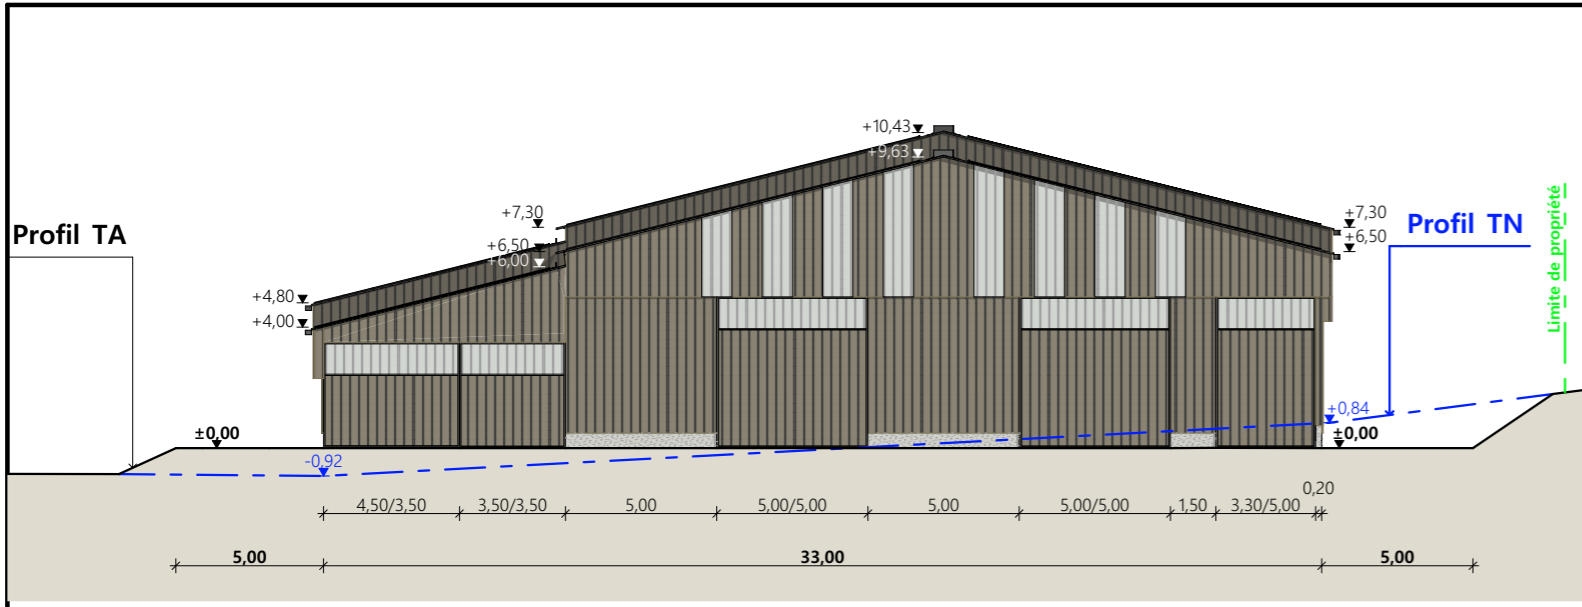 +10,43
+9,63
+7,30
+7,30
+6,50
+6,50
+6,00
Profil TN
Profil TA
Limite de propriété
+4,80
+4,00
+0,84
±0,00
±0,00
-0,92
0,20
4,50/3,50 3,50/3,50 5,00 5,00/5,00 5,00 5,00/5,00 1,50 3,30/5,00
5,00 33,00 5,00